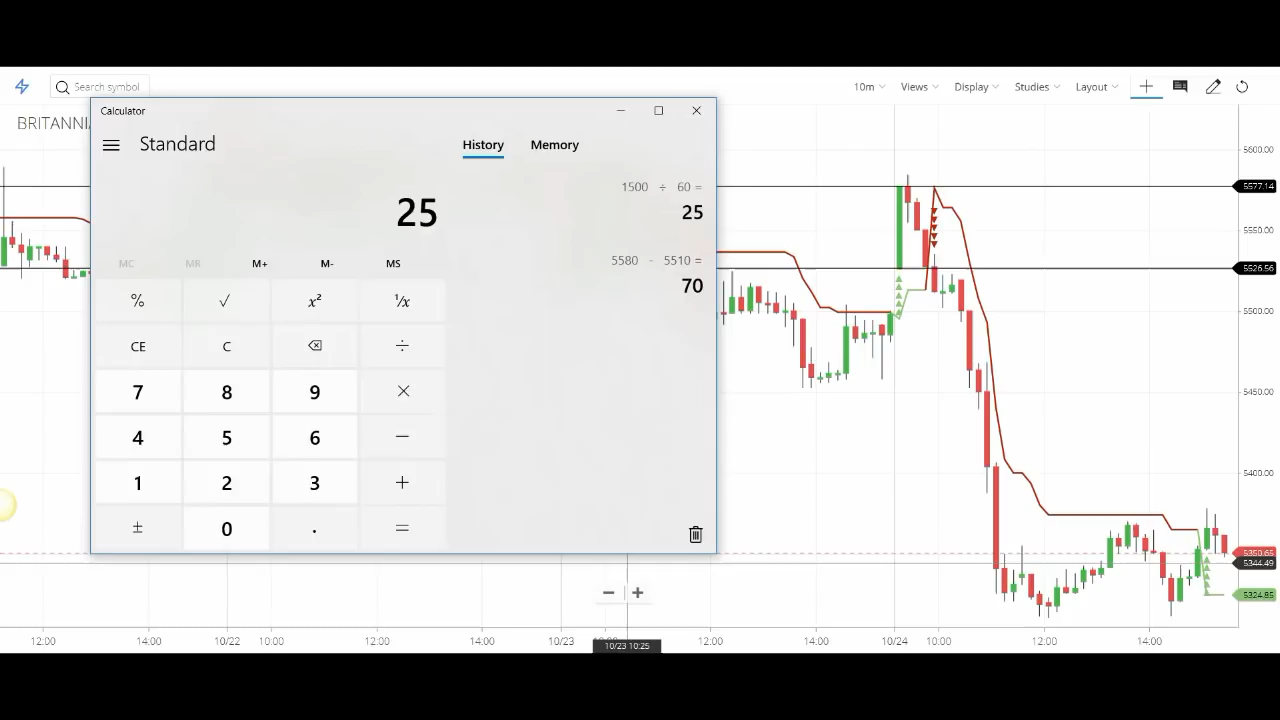 Search symbol
10m Views Display Studies Layout
BRITANNI
Calculator
Standard
History Memory
25
1500 ÷ 60 =
25
5580 - 5510 =
70
MC MR M+ M- MS
% √ x² ¹/x
CE C ÷
7 8 9 ×
4 5 6 −
1 2 3 +
± 0 . =
5600.00
5577.14
5550.00
5526.56
5500.00
5450.00
5400.00
5350.65
5344.49
5324.85
12:00 14:00 10/22 10:00 12:00 14:00 10/23 12:00 14:00 10/24 10:00 12:00 14:00
10/23 10:25